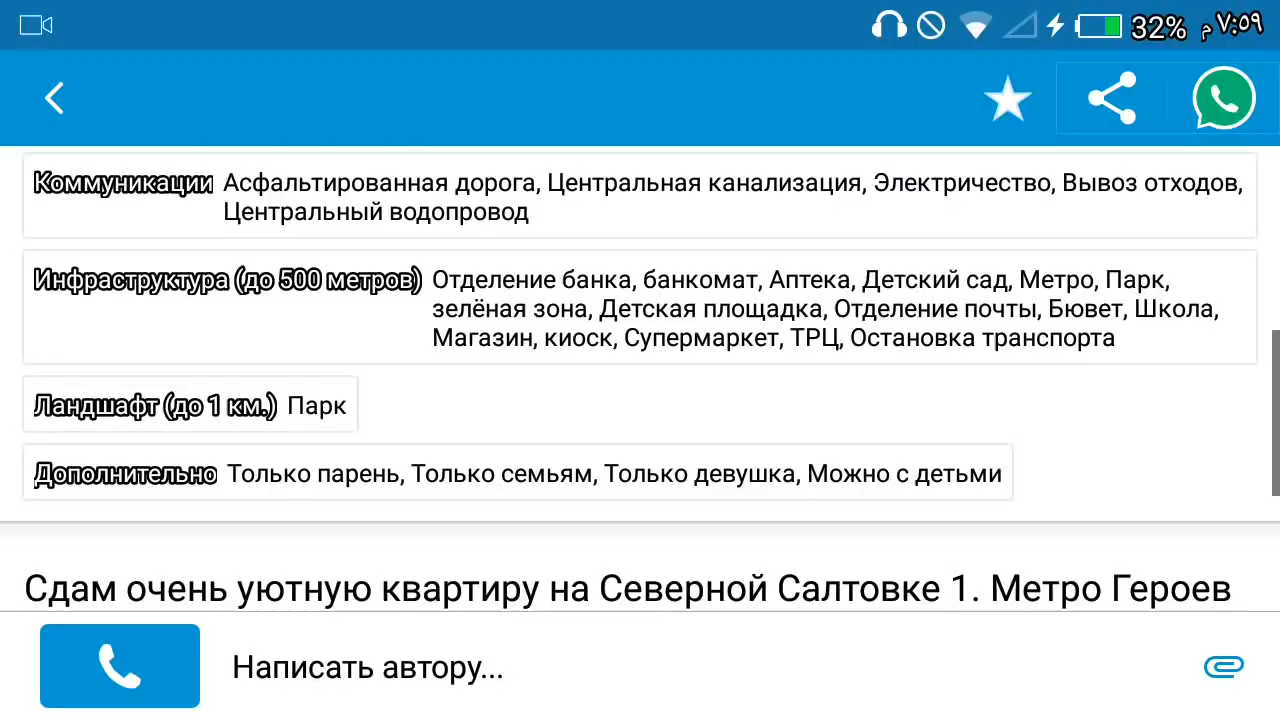 32% ٧:٥٩ م
Коммуникации Асфальтированная дорога, Центральная канализация, Электричество, Вывоз отходов,
Центральный водопровод
Инфраструктура (до 500 метров) Отделение банка, банкомат, Аптека, Детский сад, Метро, Парк,
зелёная зона, Детская площадка, Отделение почты, Бювет, Школа,
Магазин, киоск, Супермаркет, ТРЦ, Остановка транспорта
Ландшафт (до 1 км.) Парк
Дополнительно Только парень, Только семьям, Только девушка, Можно с детьми
Сдам очень уютную квартиру на Северной Салтовке 1. Метро Героев
Написать автору...